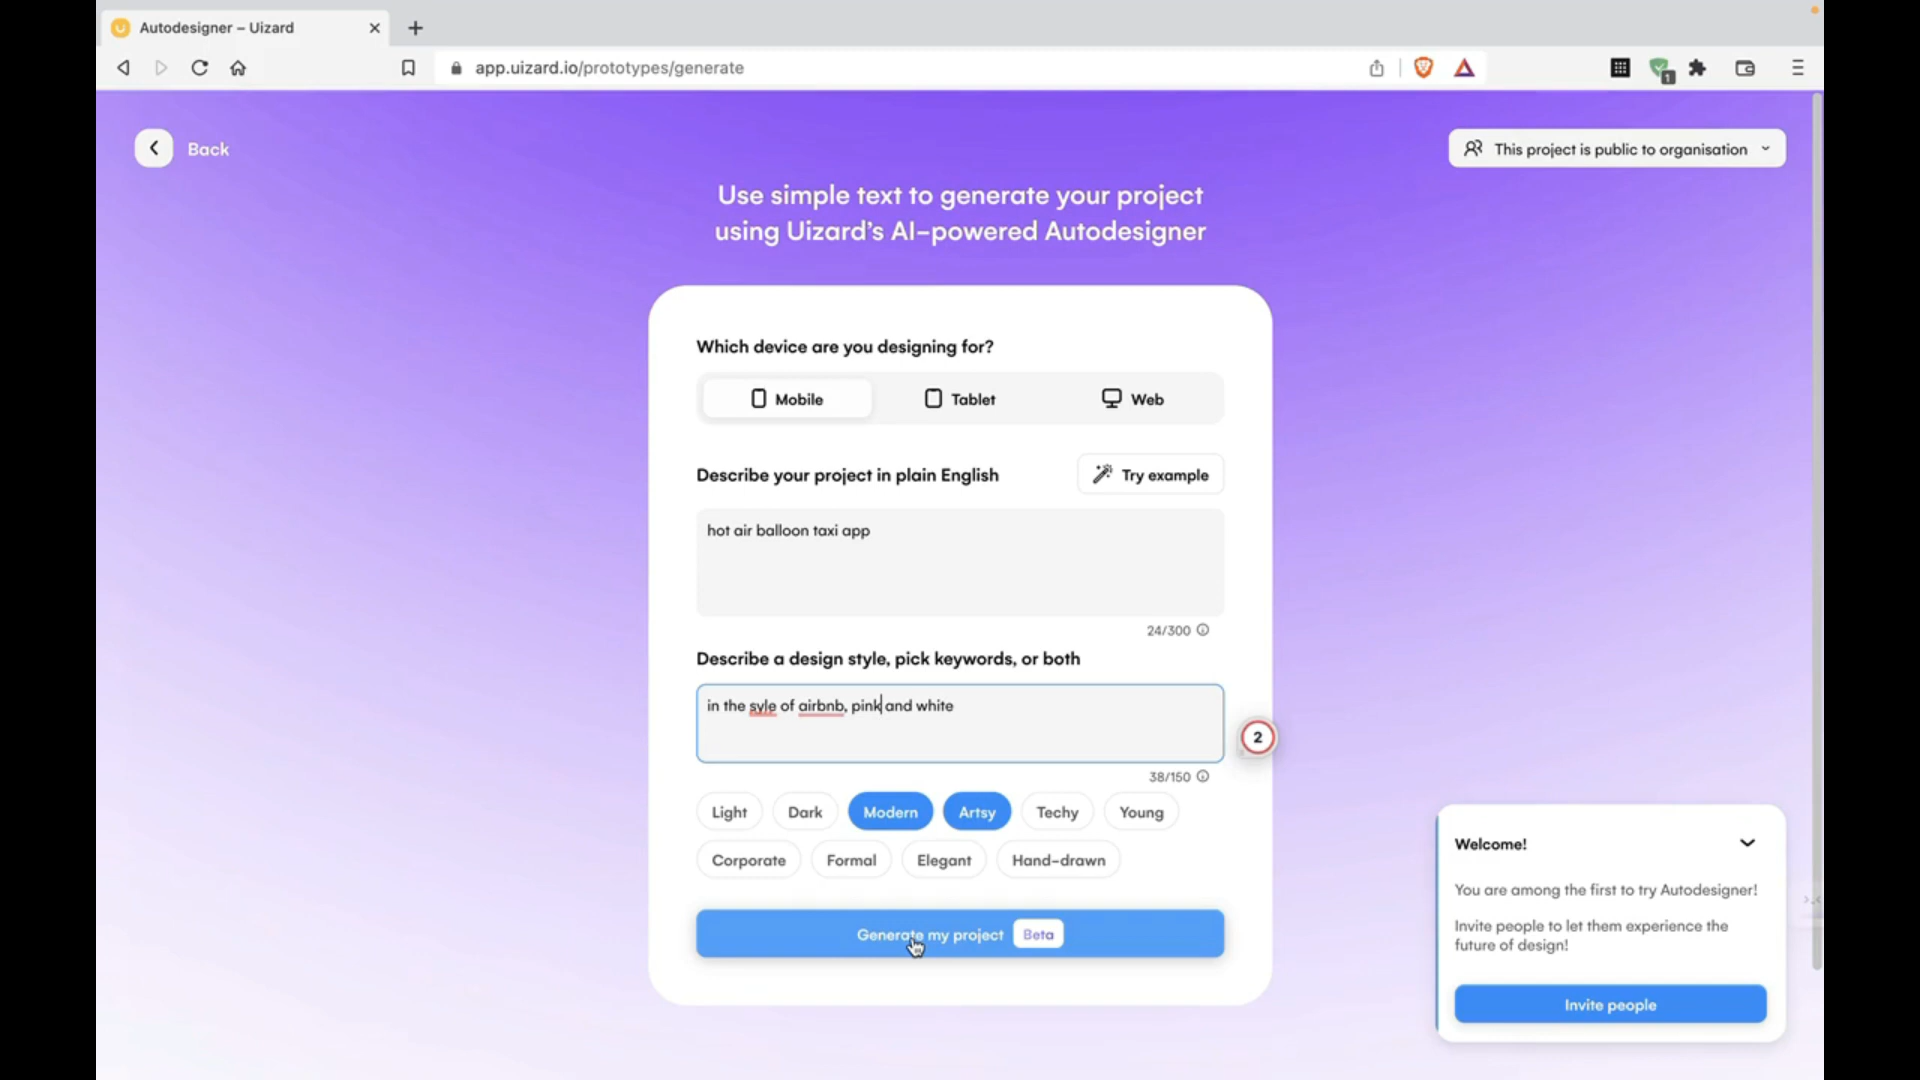 Autodesigner – Uizard
app.uizard.io/prototypes/generate
1
Back
This project is public to organisation
Use simple text to generate your project
using Uizard's AI-powered Autodesigner
Which device are you designing for?
Mobile Tablet Web
Describe your project in plain English Try example
hot air balloon taxi app
24/300
Describe a design style, pick keywords, or both
in the syle of airbnb, pink and white
2
38/150
Light Dark Modern Artsy Techy Young
Corporate Formal Elegant Hand-drawn
Generate my project Beta
Welcome!
You are among the first to try Autodesigner!
Invite people to let them experience the
future of design!
Invite people